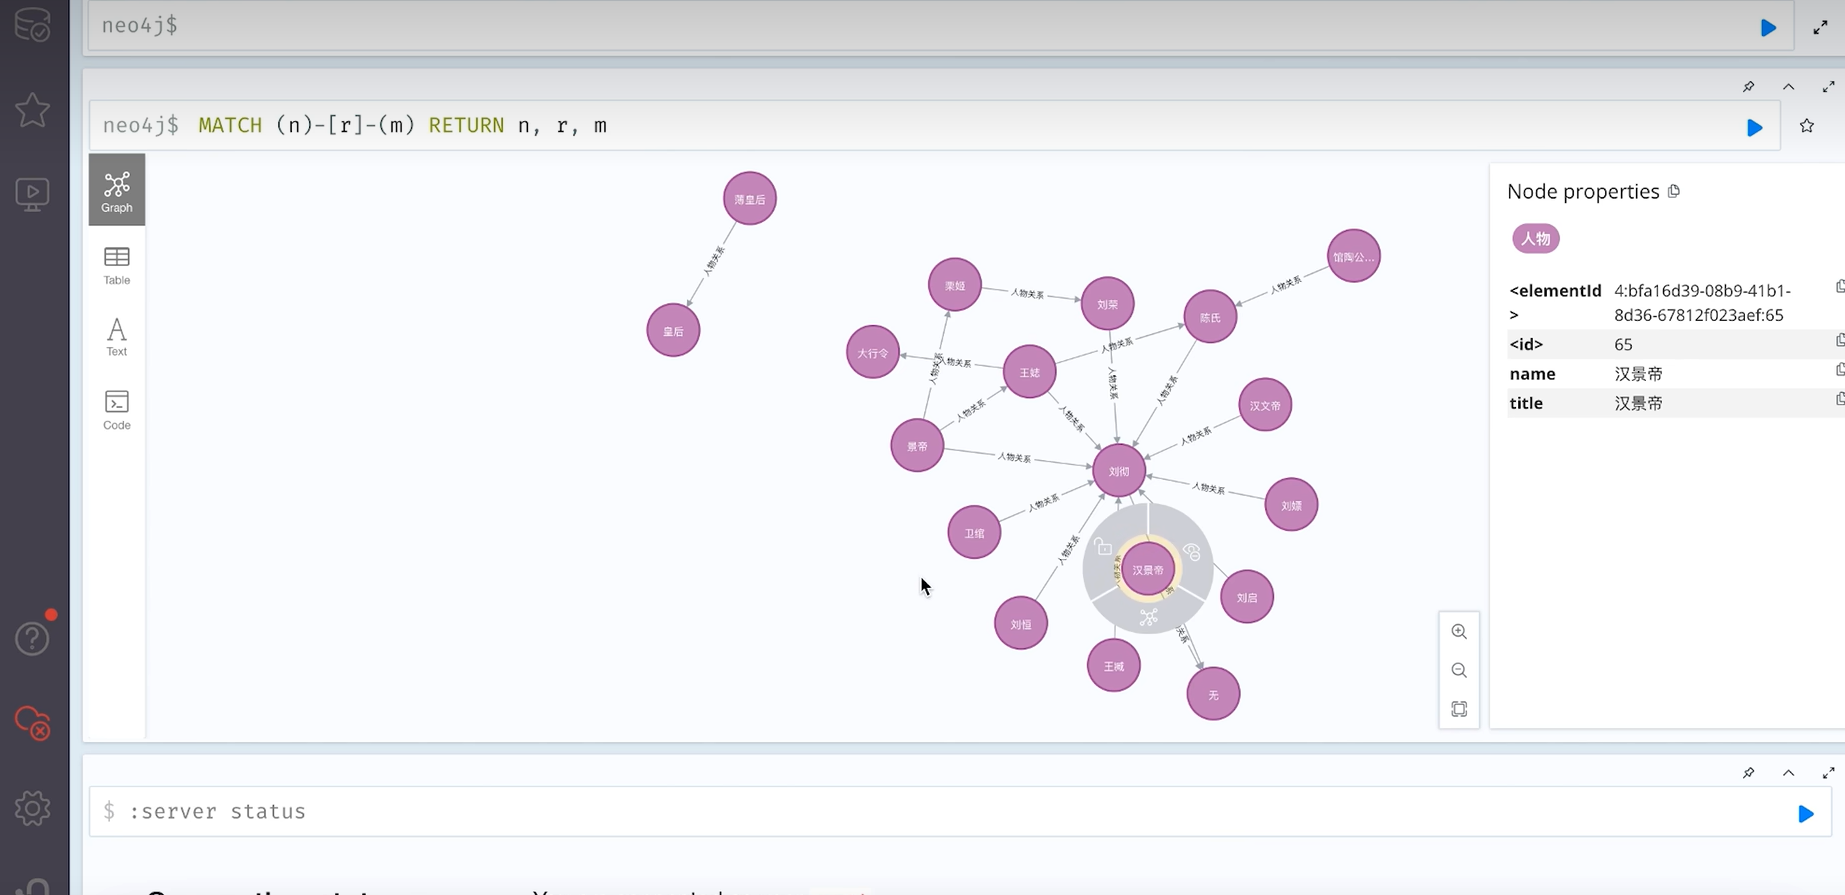 neo4j$
neo4j$ MATCH (n)-[r]-(m) RETURN n, r, m
Graph
Table
Text
Code
薄皇后
人物关系
皇后
栗姬
人物关系
刘荣
馆陶公...
人物关系
陈氏
大行令
人物关系
人物关系
王娡
人物关系
人物关系
人物关系
人物关系
人物关系
汉文帝
人物关系
景帝
人物关系
刘彻
人物关系
刘嫖
卫绾
人物关系
人物关系
汉景帝
刘启
刘恒
王臧
无
Node properties
人物
<elementId> 4:bfa16d39-08b9-41b1-
8d36-67812f023aef:65
<id> 65
name 汉景帝
title 汉景帝
$ :server status